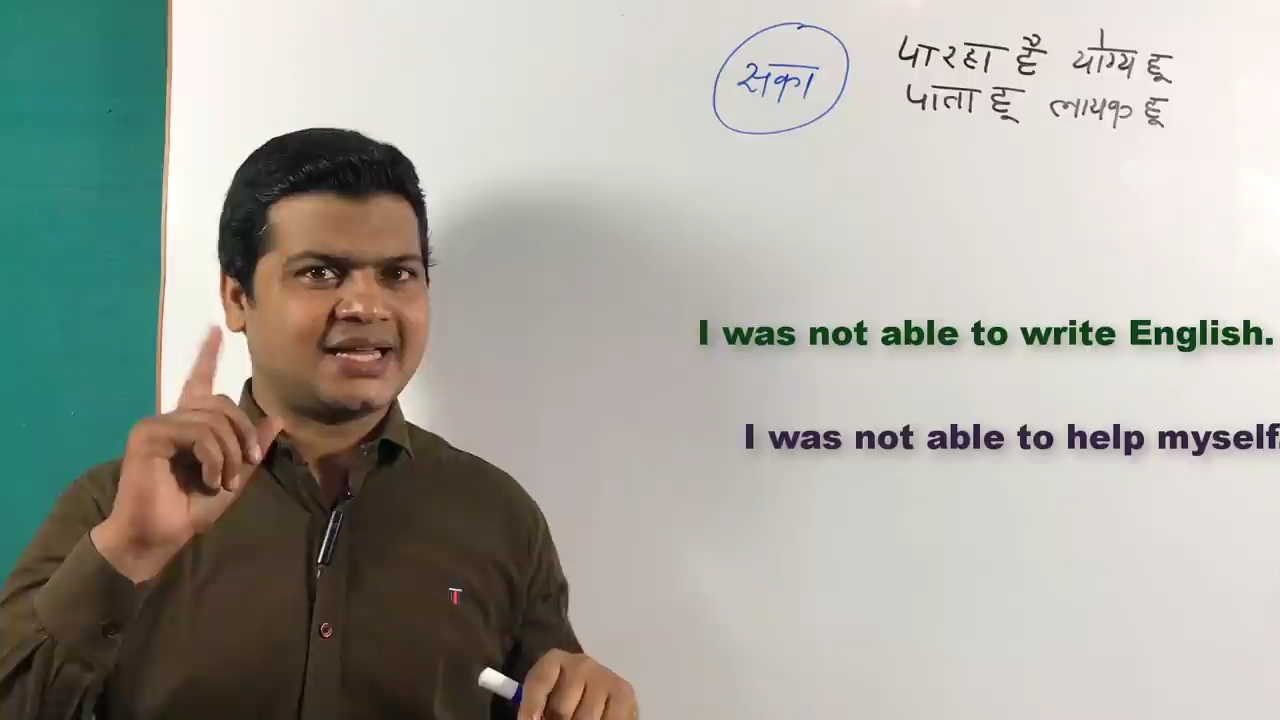 सका
पा रहा है योग्य हू
पाता हू लायक हू
I was not able to write English.
I was not able to help myself.